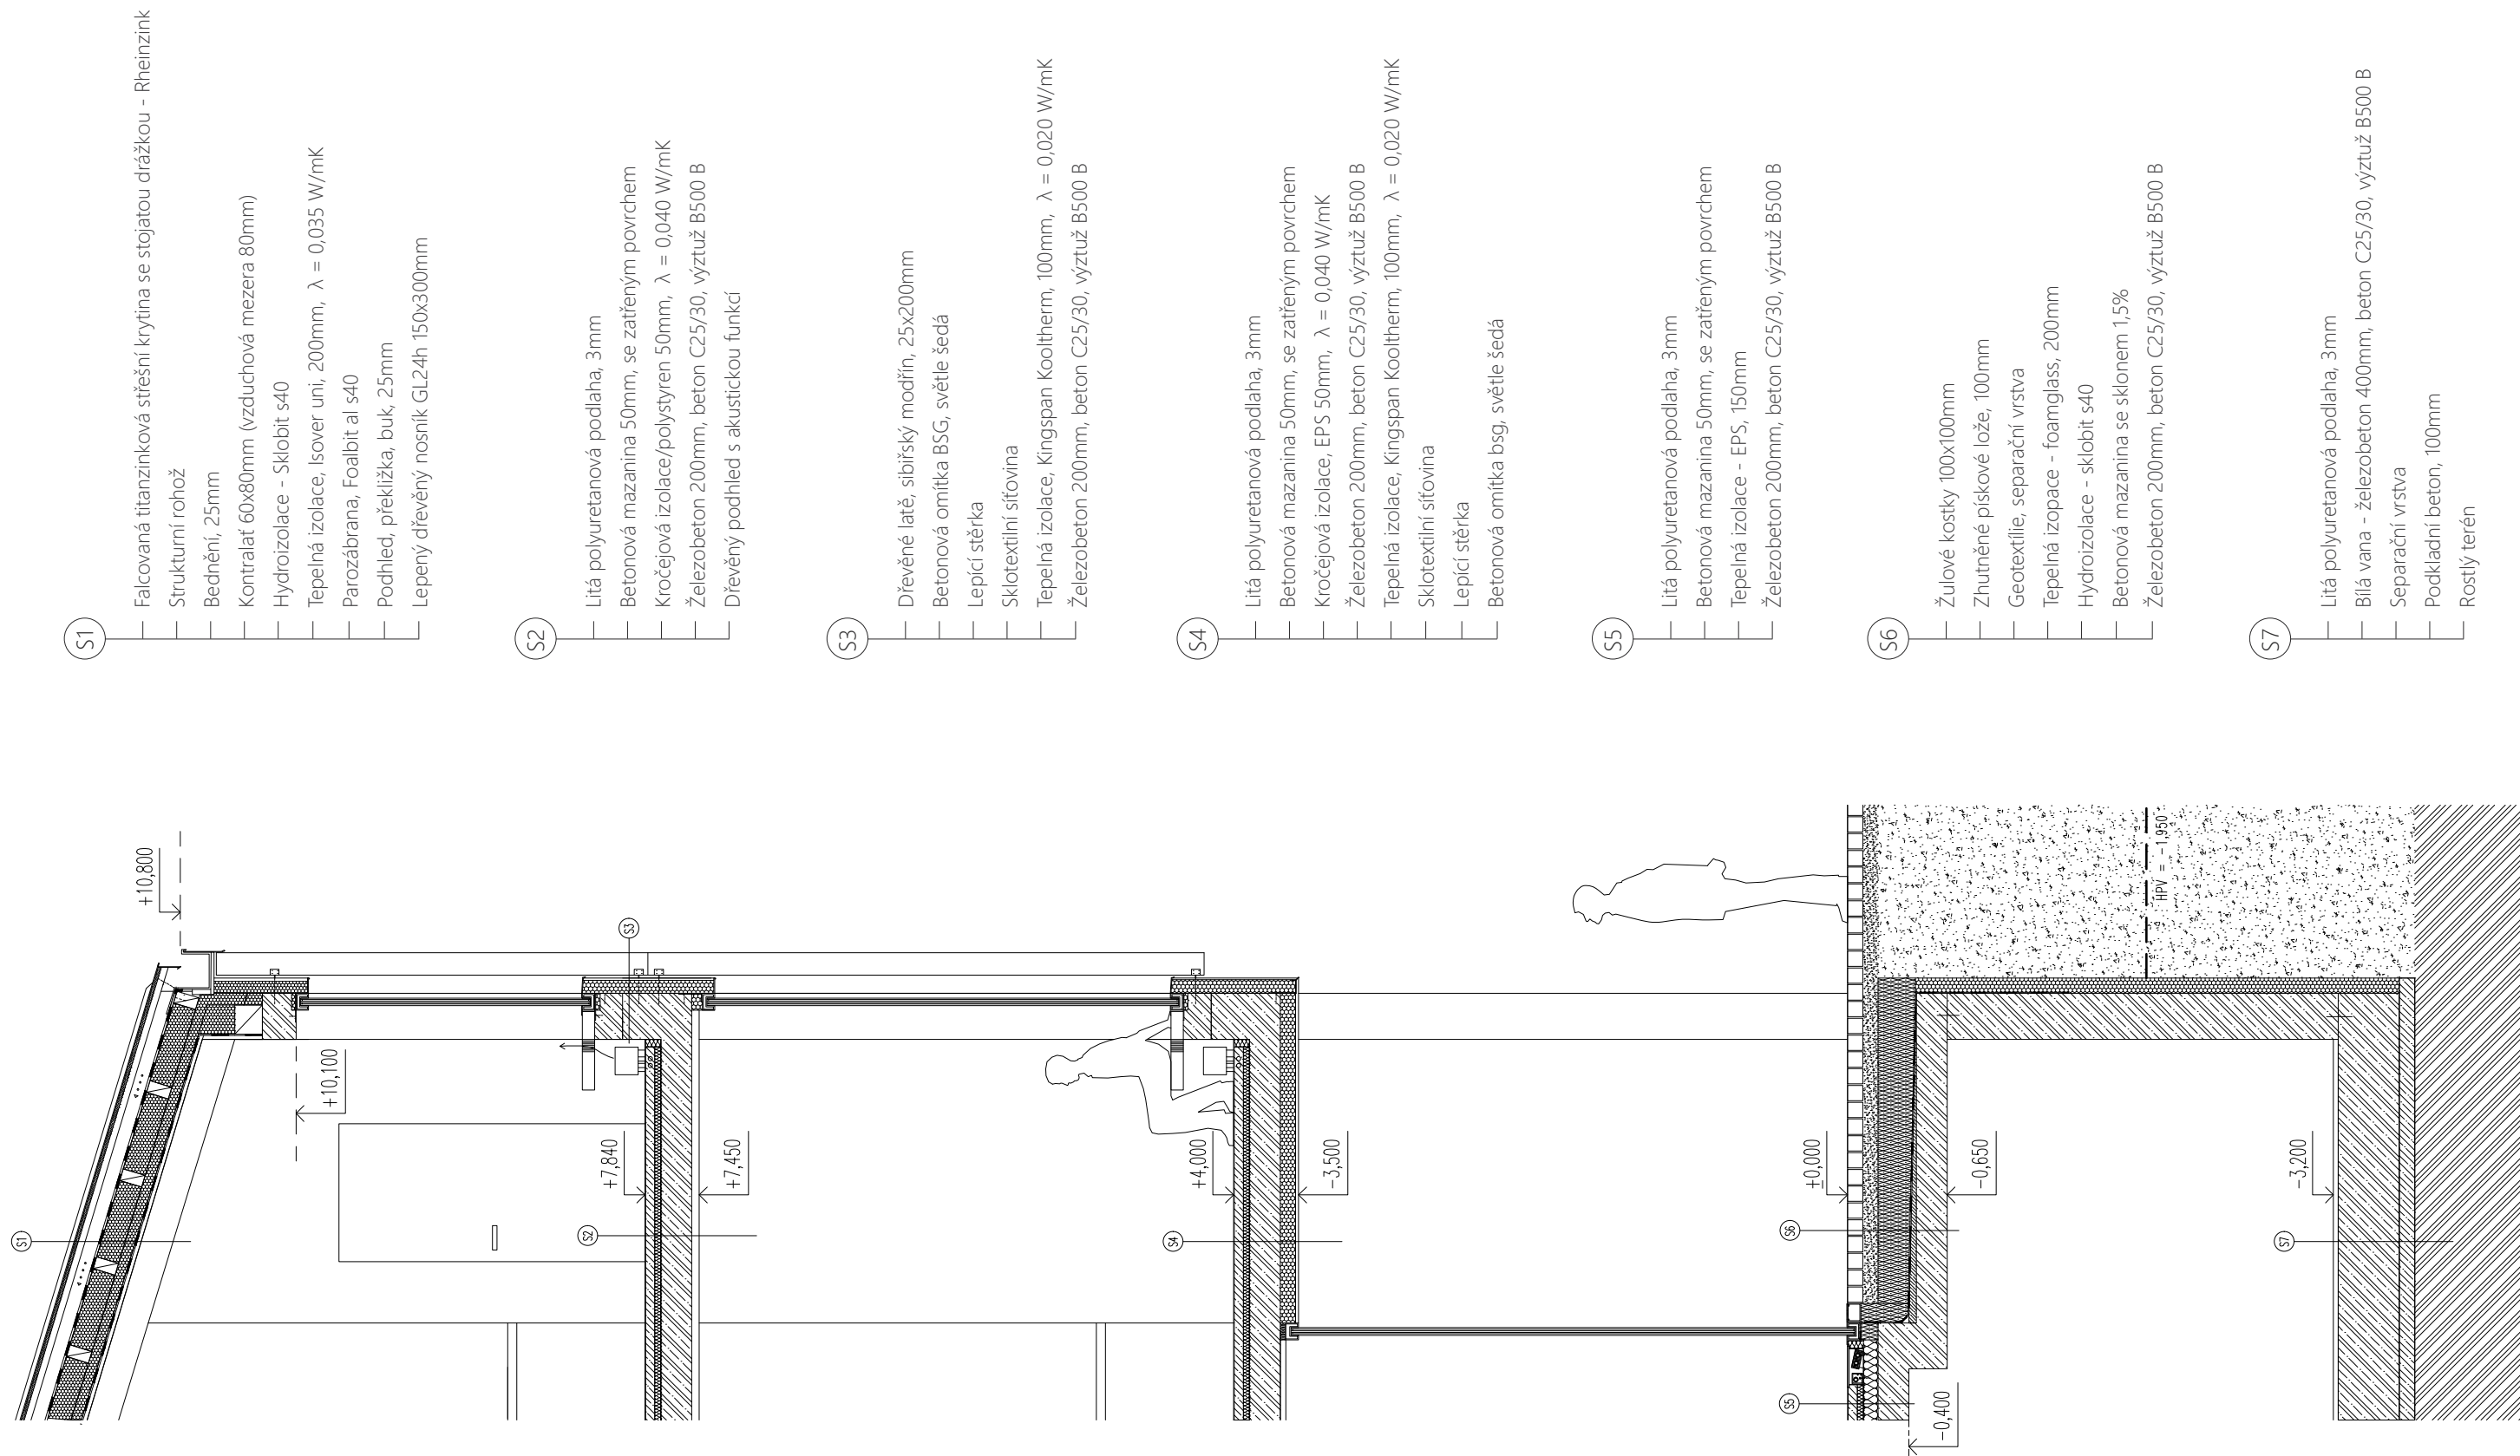 S1
Falcovaná titanzinková střešní krytina se stojatou drážkou - Rheinzink
Strukturní rohož
Bednění, 25mm
Kontralať 60x80mm (vzduchová mezera 80mm)
Hydroizolace - Sklobit s40
Tepelná izolace, Isover uni, 200mm, λ = 0,035 W/mK
Parozábrana, Foalbit al s40
Podhled, překližka, buk, 25mm
Lepený dřevěný nosník GL24h 150x300mm
S2
Litá polyuretanová podlaha, 3mm
Betonová mazanina 50mm, se zatřeným povrchem
Kročejová izolace/polystyren 50mm, λ = 0,040 W/mK
Železobeton 200mm, beton C25/30, výztuž B500 B
Dřevěný podhled s akustickou funkcí
S3
Dřevěné latě, sibiřský modřín, 25x200mm
Betonová omítka BSG, světle šedá
Lepící stěrka
Sklotextilní síťovina
Tepelná izolace, Kingspan Kooltherm, 100mm, λ = 0,020 W/mK
Železobeton 200mm, beton C25/30, výztuž B500 B
S4
Litá polyuretanová podlaha, 3mm
Betonová mazanina 50mm, se zatřeným povrchem
Kročejová izolace, EPS 50mm, λ = 0,040 W/mK
Železobeton 200mm, beton C25/30, výztuž B500 B
Tepelná izolace, Kingspan Kooltherm, 100mm, λ = 0,020 W/mK
Sklotextilní síťovina
Lepící stěrka
Betonová omítka bsg, světle šedá
S5
Litá polyuretanová podlaha, 3mm
Betonová mazanina 50mm, se zatřeným povrchem
Tepelná izolace - EPS, 150mm
Železobeton 200mm, beton C25/30, výztuž B500 B
S6
Žulové kostky 100x100mm
Zhutněné pískové lože, 100mm
Geotextílie, separační vrstva
Tepelná izopace - foamglass, 200mm
Hydroizolace - sklobit s40
Betonová mazanina se sklonem 1,5%
Železobeton 200mm, beton C25/30, výztuž B500 B
S7
Litá polyuretanová podlaha, 3mm
Bílá vana - železobeton 400mm, beton C25/30, výztuž B500 B
Separační vrstva
Podkladní beton, 100mm
Rostlý terén
+10,800
S1
+10,100
S3
+7,840
S2
+7,450
+4,000
S4
-3,500
±0,000
S6
S5
-0,400
-0,650
HPV = -1,950
-3,200
S7